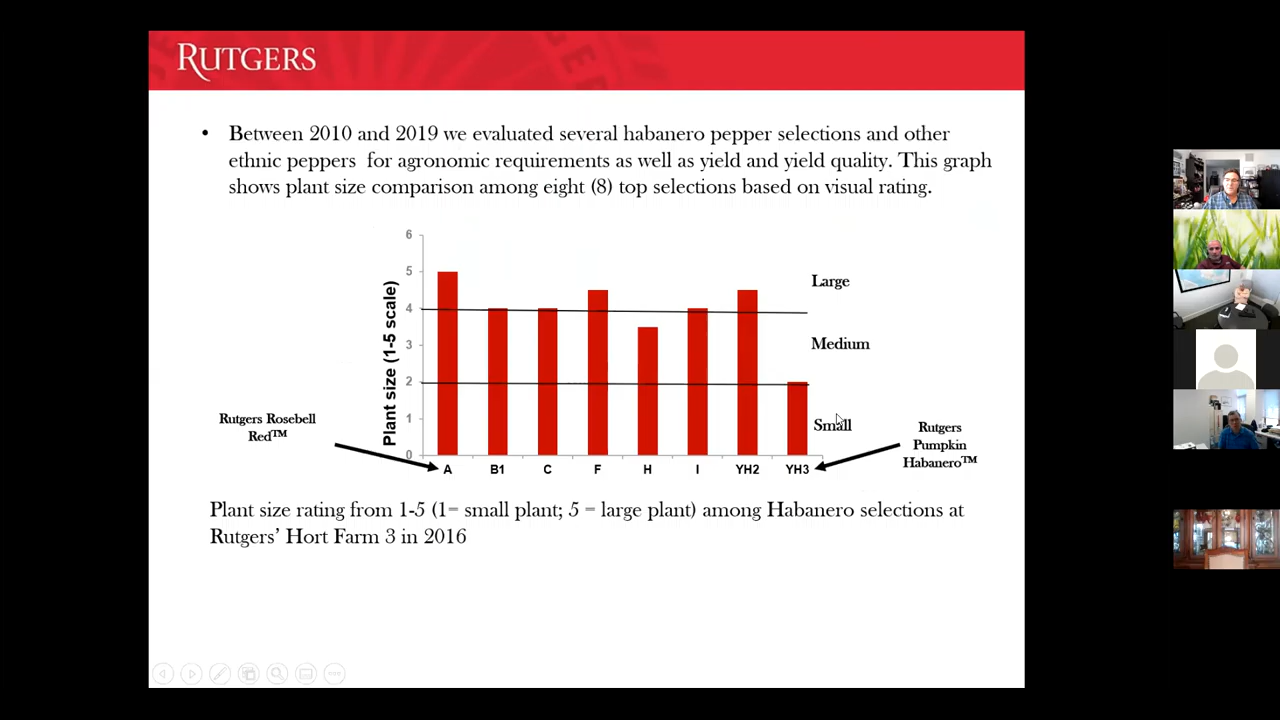 RUTGERS
• Between 2010 and 2019 we evaluated several habanero pepper selections and other
ethnic peppers for agronomic requirements as well as yield and yield quality. This graph
shows plant size comparison among eight (8) top selections based on visual rating.
6
5
4
3
2
1
0
Plant size (1-5 scale)
Large
Medium
Small
Rutgers Rosebell
Red™
Rutgers
Pumpkin
Habanero™
A B1 C F H I YH2 YH3
Plant size rating from 1-5 (1= small plant; 5 = large plant) among Habanero selections at
Rutgers' Hort Farm 3 in 2016